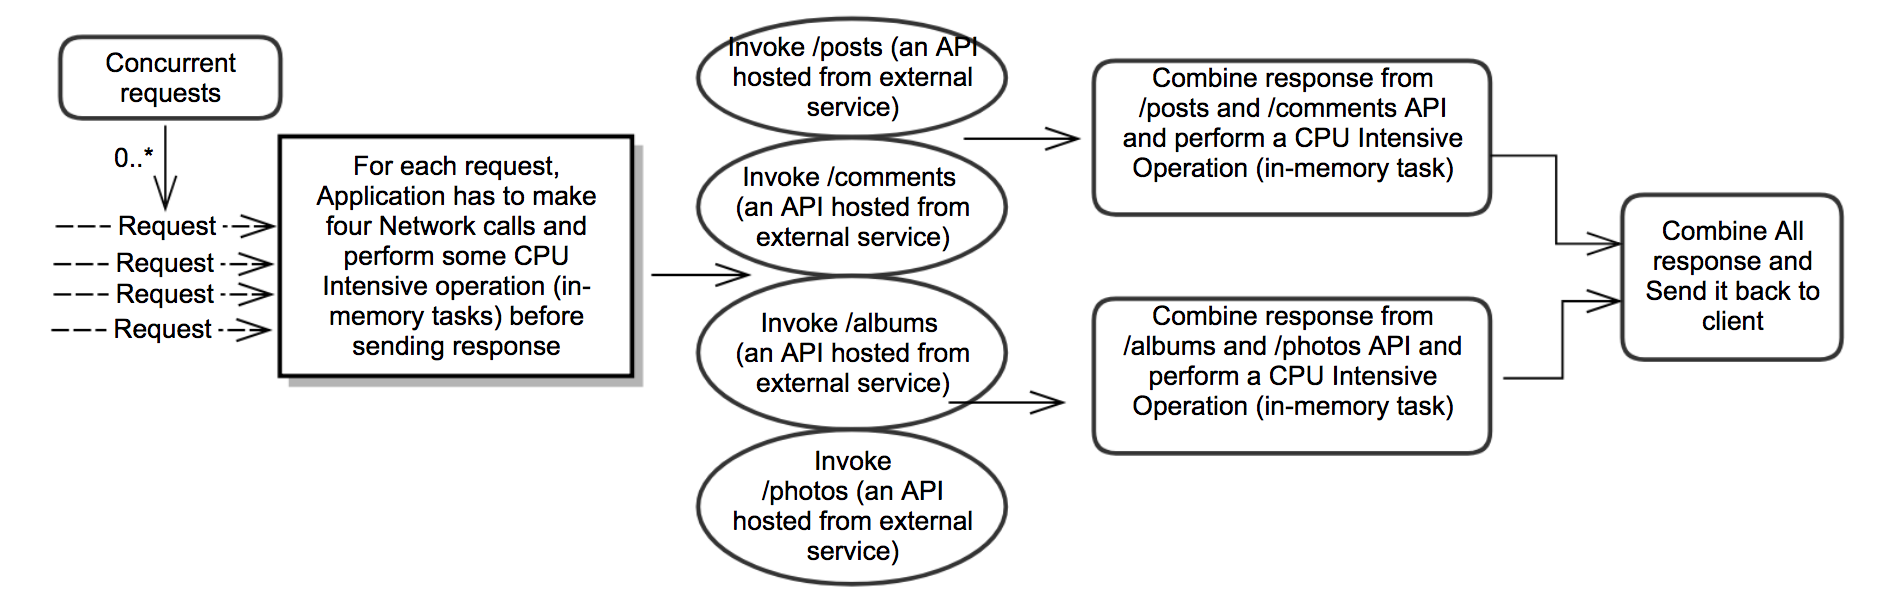 Concurrent
requests
0..*
Request
Request
Request
Request
For each request,
Application has to make
four Network calls and
perform some CPU
Intensive operation (in-
memory tasks) before
sending response
Invoke /posts (an API
hosted from external
service)
Invoke /comments
(an API hosted from
external service)
Invoke /albums
(an API hosted from
external service)
Invoke
/photos (an API
hosted from external
service)
Combine response from
/posts and /comments API
and perform a CPU Intensive
Operation (in-memory task)
Combine response from
/albums and /photos API and
perform a CPU Intensive
Operation (in-memory task)
Combine All
response and
Send it back to
client